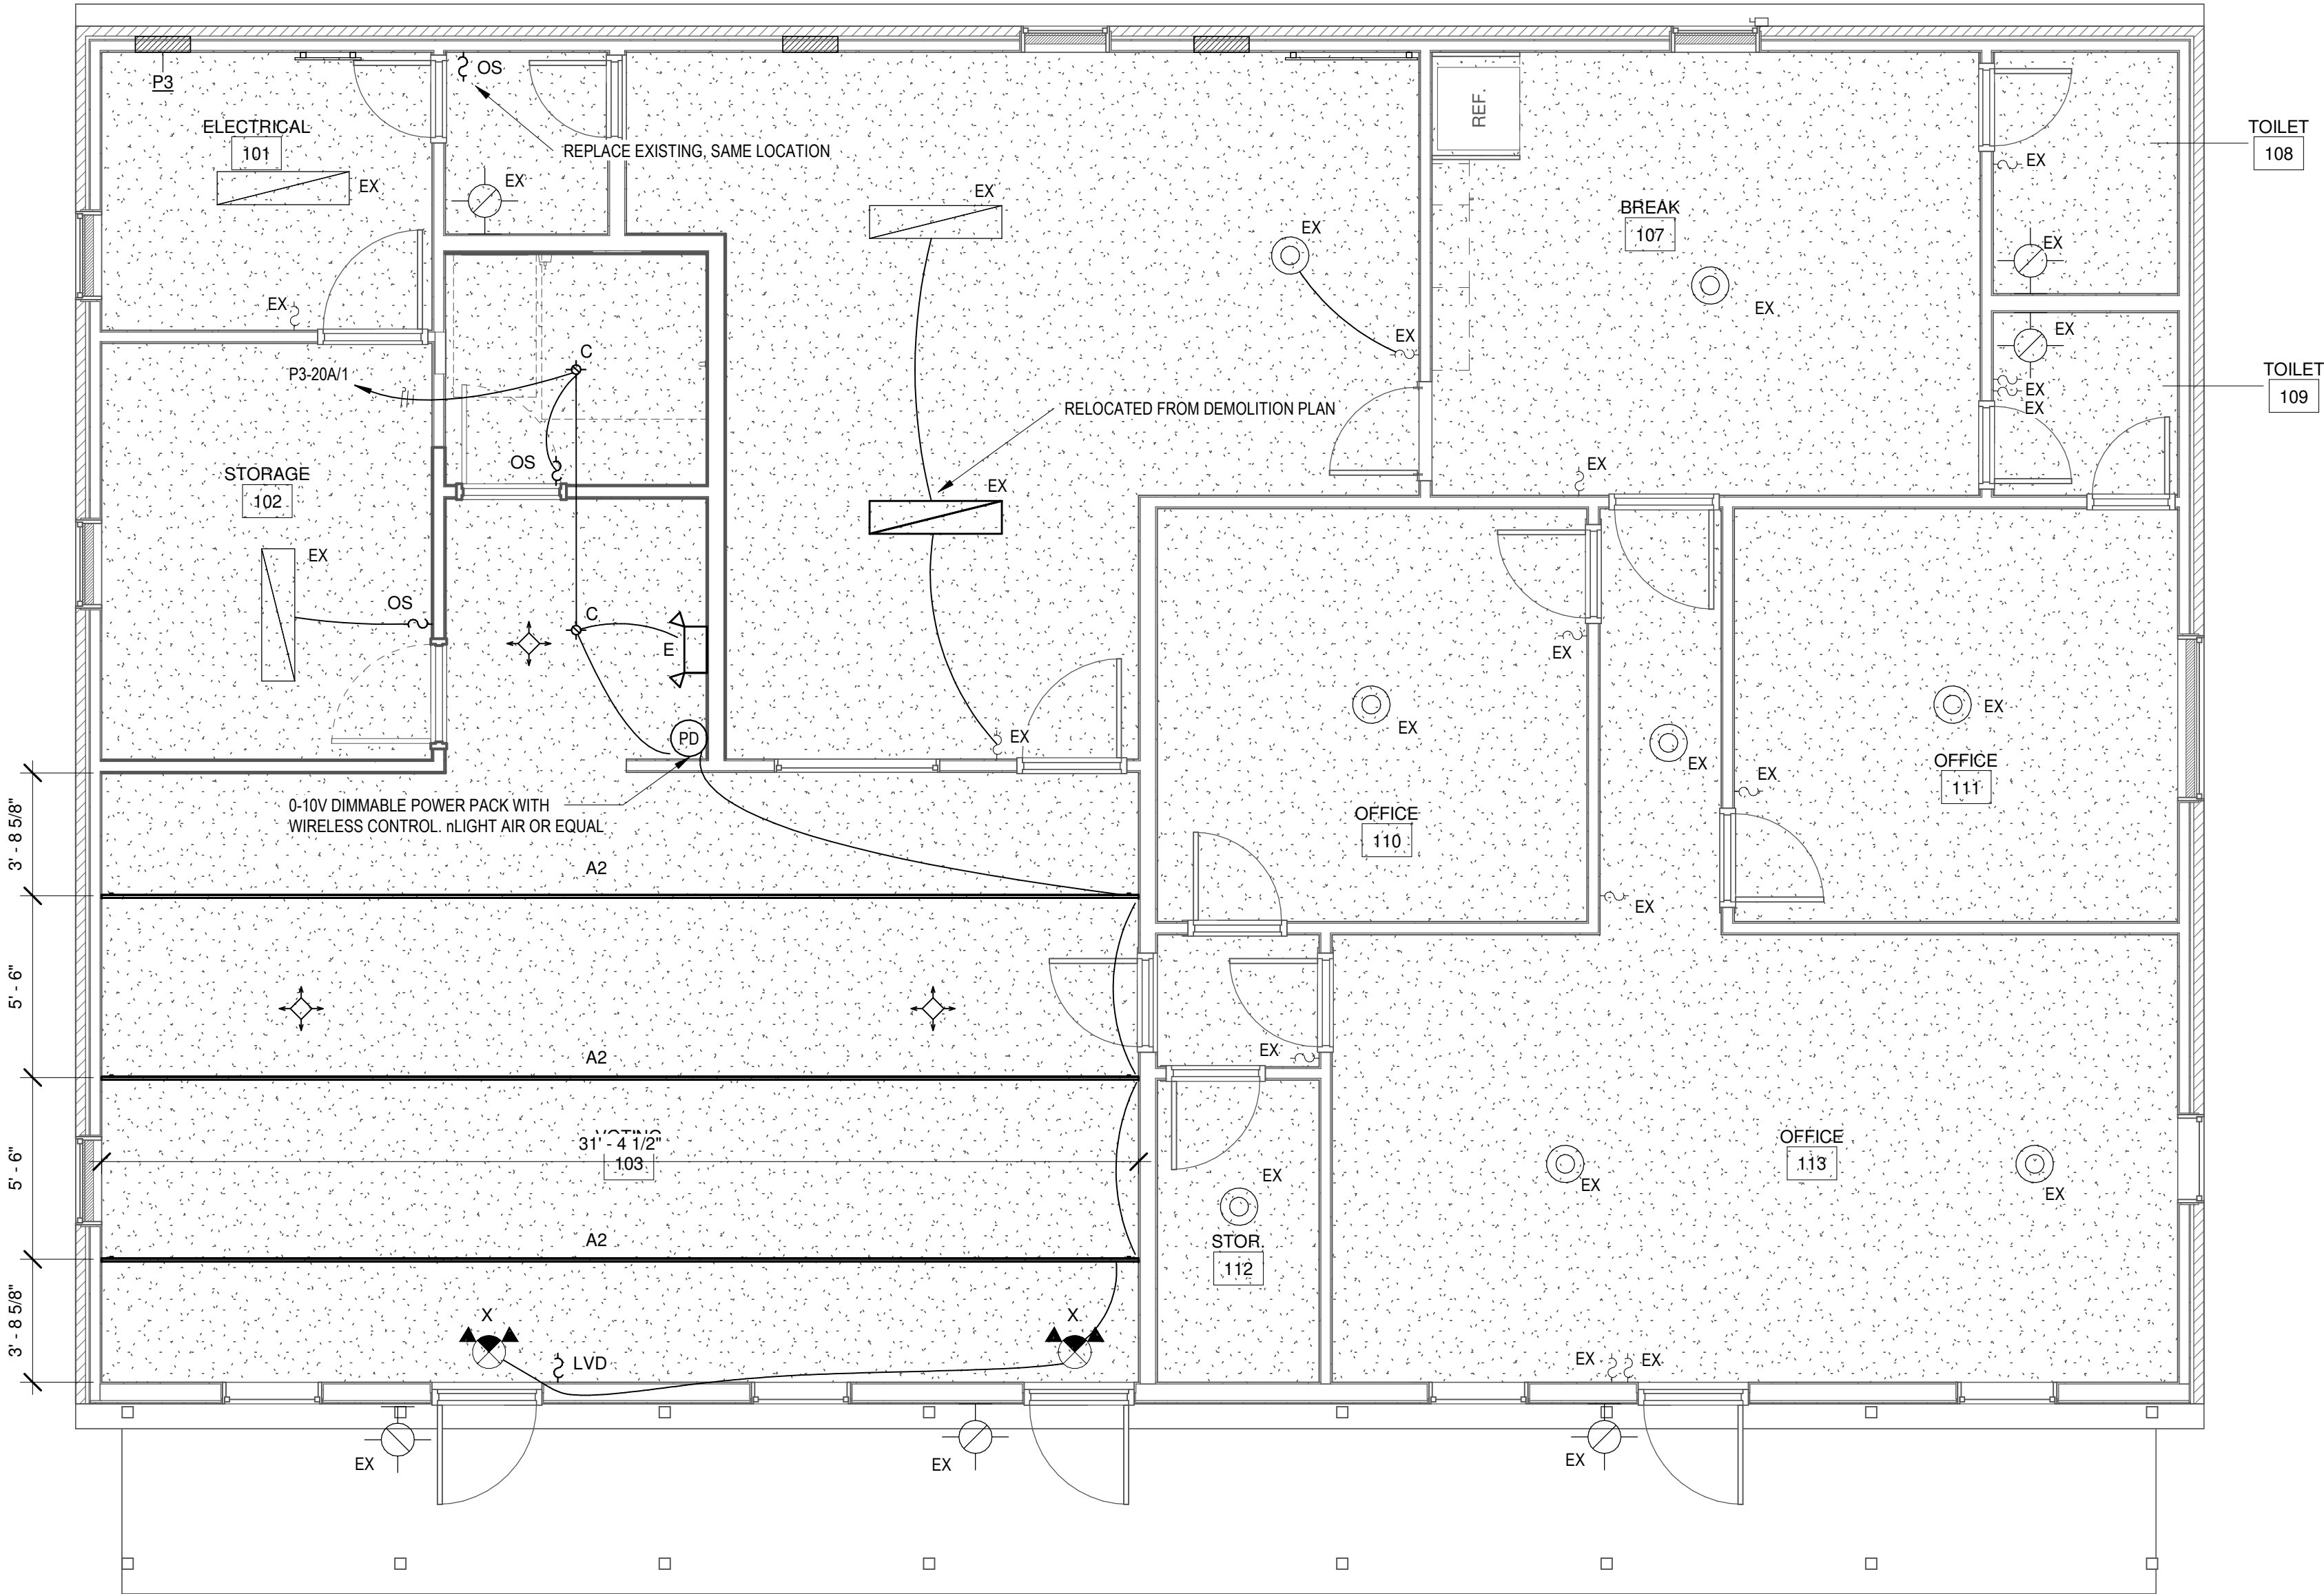 P3
OS
ELECTRICAL
101
REPLACE EXISTING, SAME LOCATION
EX
EX
EX
EX
REF.
BREAK
107
EX
TOILET
108
EX
EX
EX
P3-20A/1
C
EX
EX
EX
EX
TOILET
109
RELOCATED FROM DEMOLITION PLAN
OS
EX
EX
STORAGE
102
EX
OS
C
E
PD
EX
EX
EX
EX
EX
OFFICE
110
EX
OFFICE
111
EX
0-10V DIMMABLE POWER PACK WITH
WIRELESS CONTROL. nLIGHT AIR OR EQUAL
3' - 8 5/8"
A2
EX
5' - 6"
A2
EX
5' - 6"
31' - 4 1/2"
103
A2
EX
STOR.
112
OFFICE
113
EX
EX
3' - 8 5/8"
X
X
LVD
EX
EX
EX
EX
EX